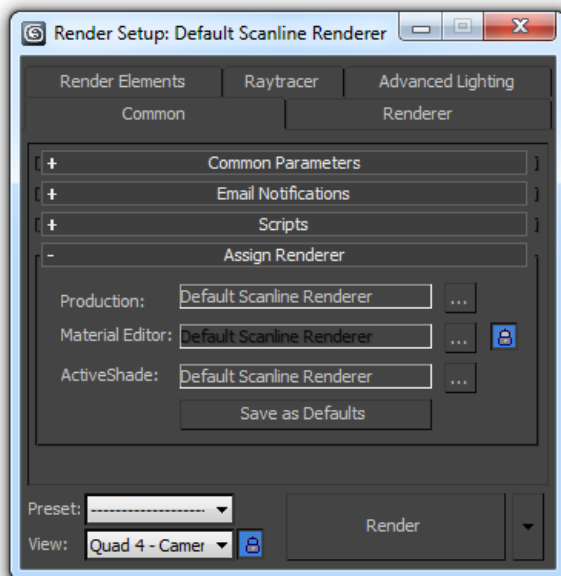 Render Setup: Default Scanline Renderer
Render Elements Raytracer Advanced Lighting
Common Renderer
+ Common Parameters
+ Email Notifications
+ Scripts
- Assign Renderer
Production: Default Scanline Renderer ...
Material Editor: Default Scanline Renderer ...
ActiveShade: Default Scanline Renderer ...
Save as Defaults
Preset: --------------------
Render
View: Quad 4 - Camer